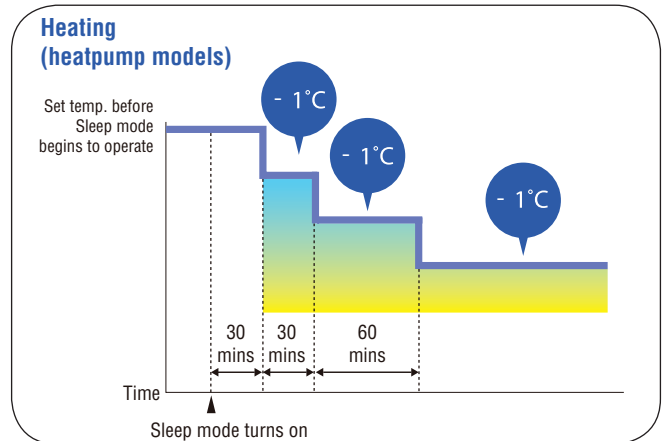 Heating
(heatpump models)
Set temp. before
Sleep mode
begins to operate
- 1˚C
- 1˚C
- 1˚C
30
mins
30
mins
60
mins
Time
Sleep mode turns on